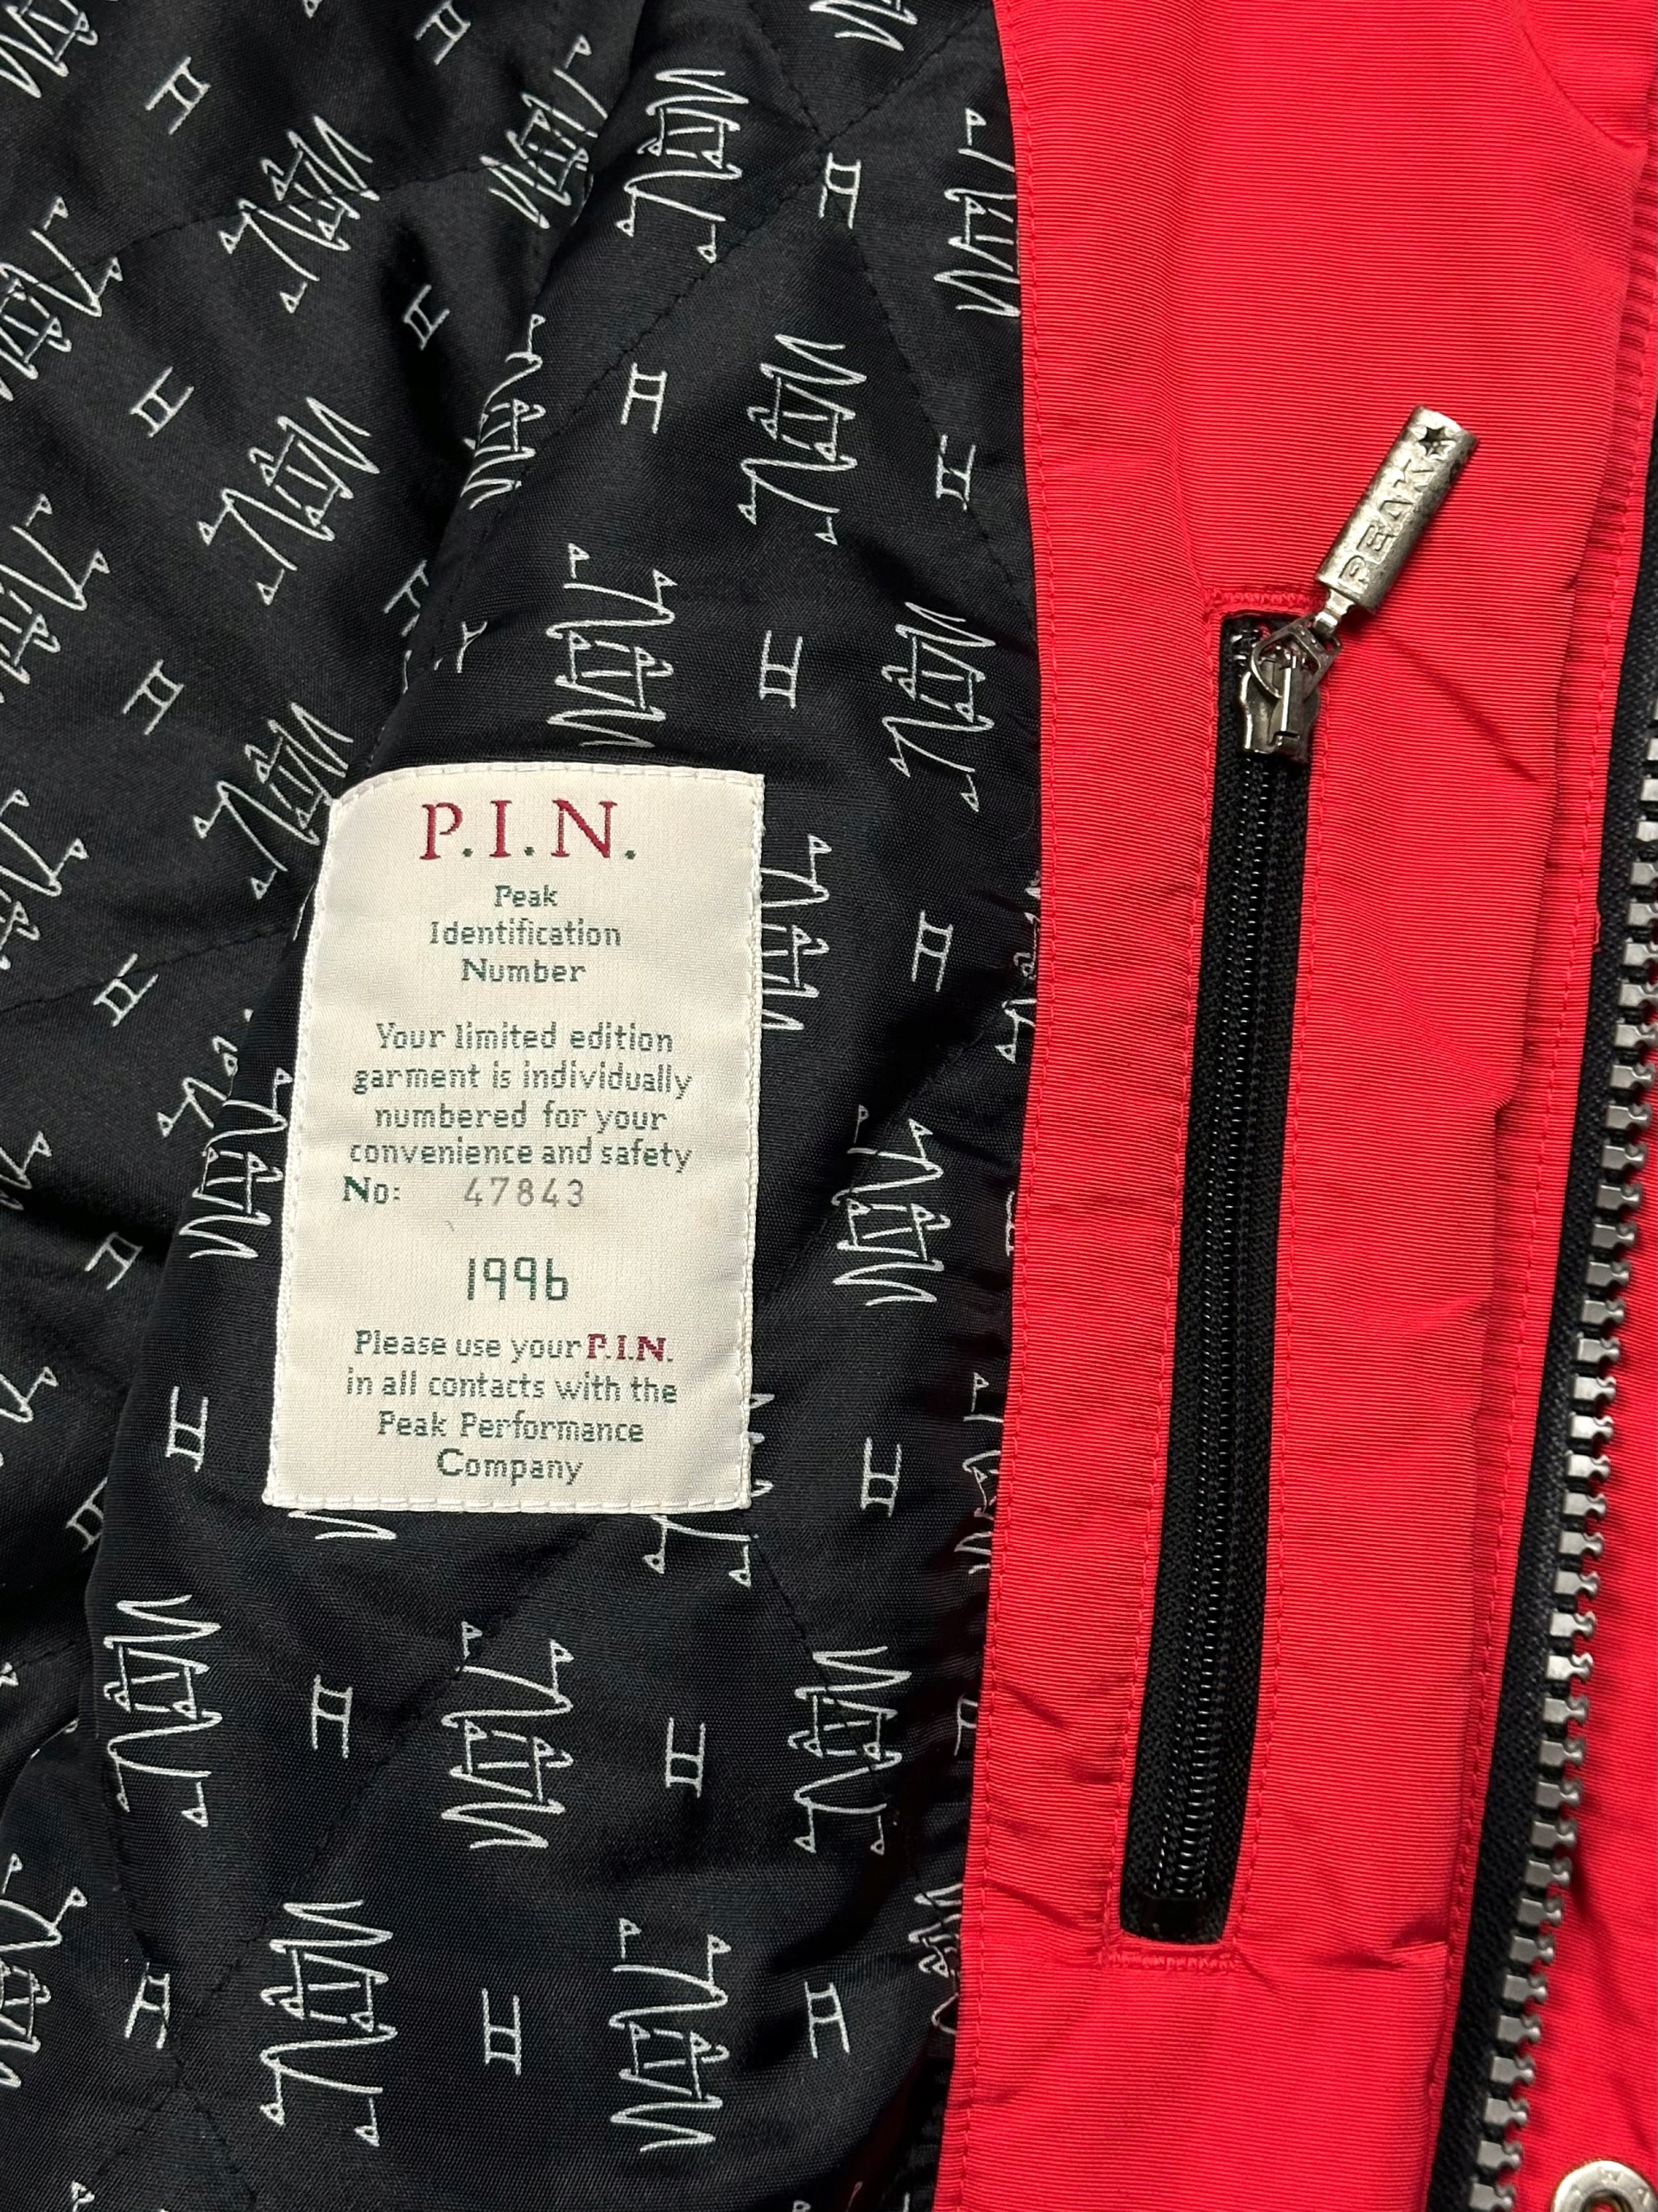 PEAK
P.I.N.
Peak
Identification
Number
Your limited edition
garment is individually
numbered for your
convenience and safety
No: 47843
1996
Please use your P.I.N.
in all contacts with the
Peak Performance
Company